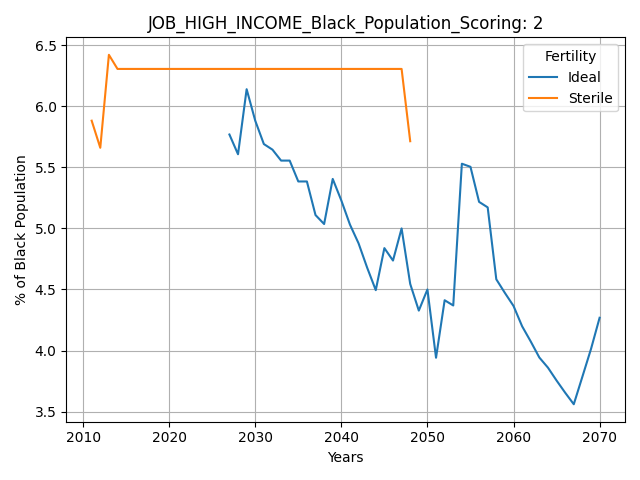 JOB_HIGH_INCOME_Black_Population_Scoring: 2
Fertility
Ideal
Sterile
% of Black Population
6.5
6.0
5.5
5.0
4.5
4.0
3.5
2010 2020 2030 2040 2050 2060 2070
Years